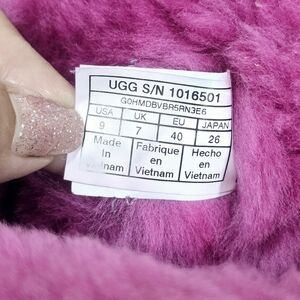 UGG S/N 1016501
G0HMDBVBR5RN3E6
USA UK EU JAPAN
9 7 40 26
Made Fabrique Hecho
In en en
Vietnam Vietnam Vietnam